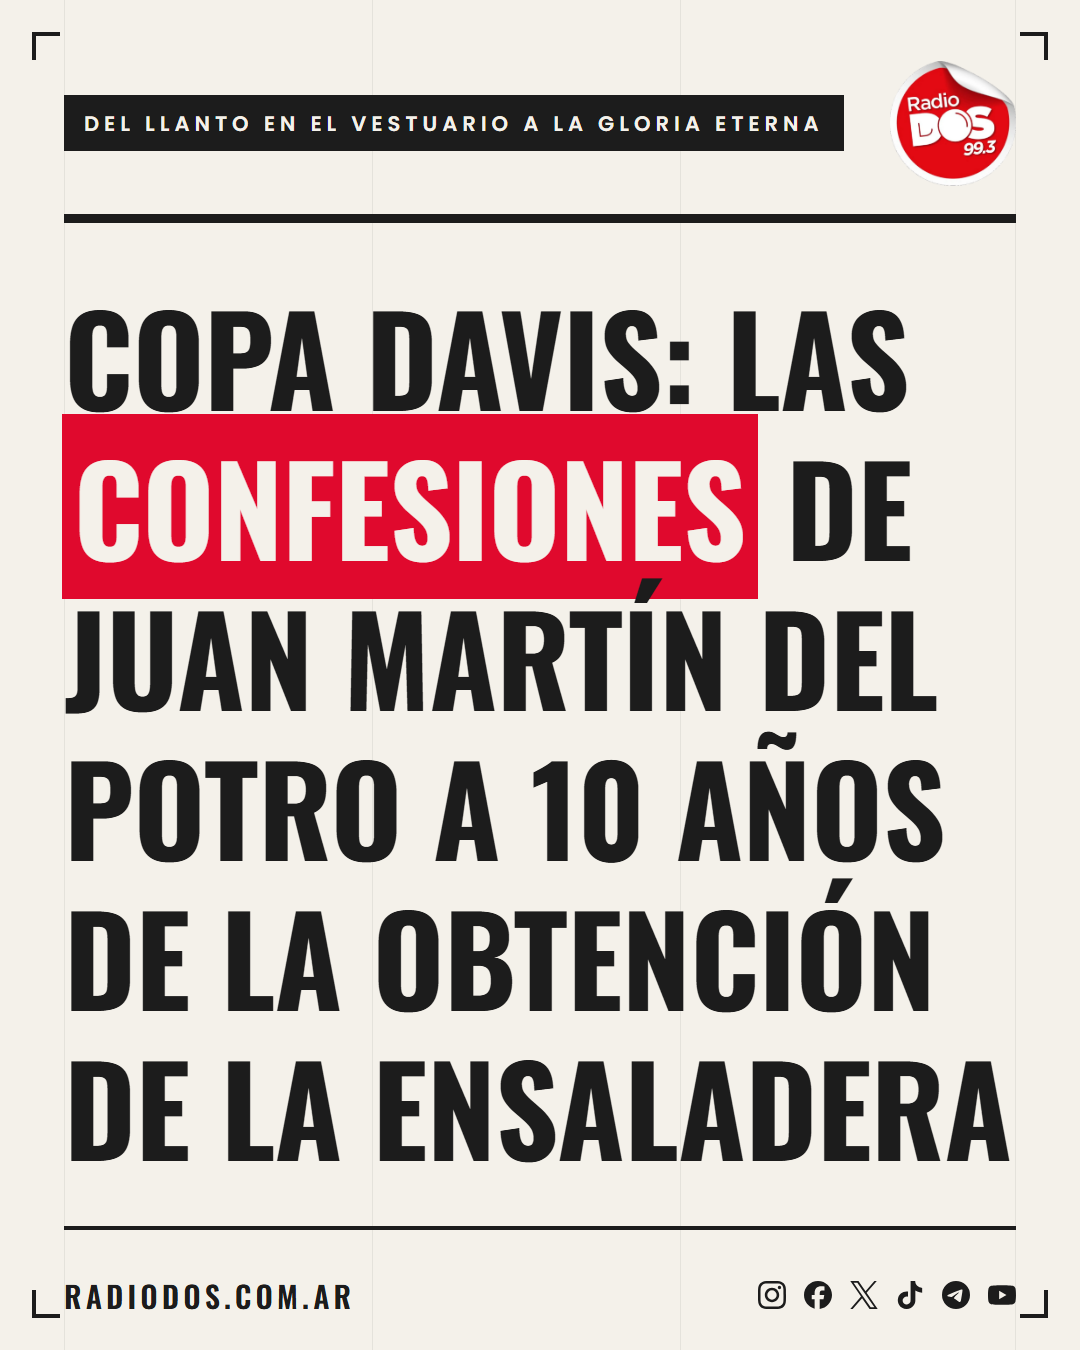 DEL LLANTO EN EL VESTUARIO A LA GLORIA ETERNA
Radio
DOS
99.3
COPA DAVIS: LAS
CONFESIONES DE
JUAN MARTÍN DEL
POTRO A 10 AÑOS
DE LA OBTENCIÓN
DE LA ENSALADERA
RADIODOS.COM.AR